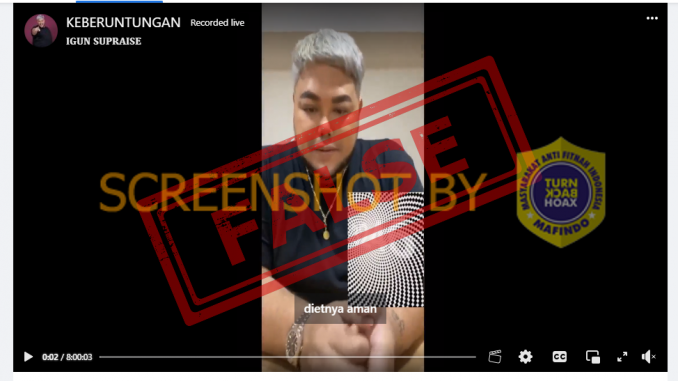 KEBERUNTUNGAN Recorded live
IGUN SUPRAISE
FALSE
SCREENSHOT BY
MASYARAKAT ANTI FITNAH INDONESIA
TURN
BACK
HOAX
MAFINDO
dietnya aman
0:02 / 8:00:03
CC